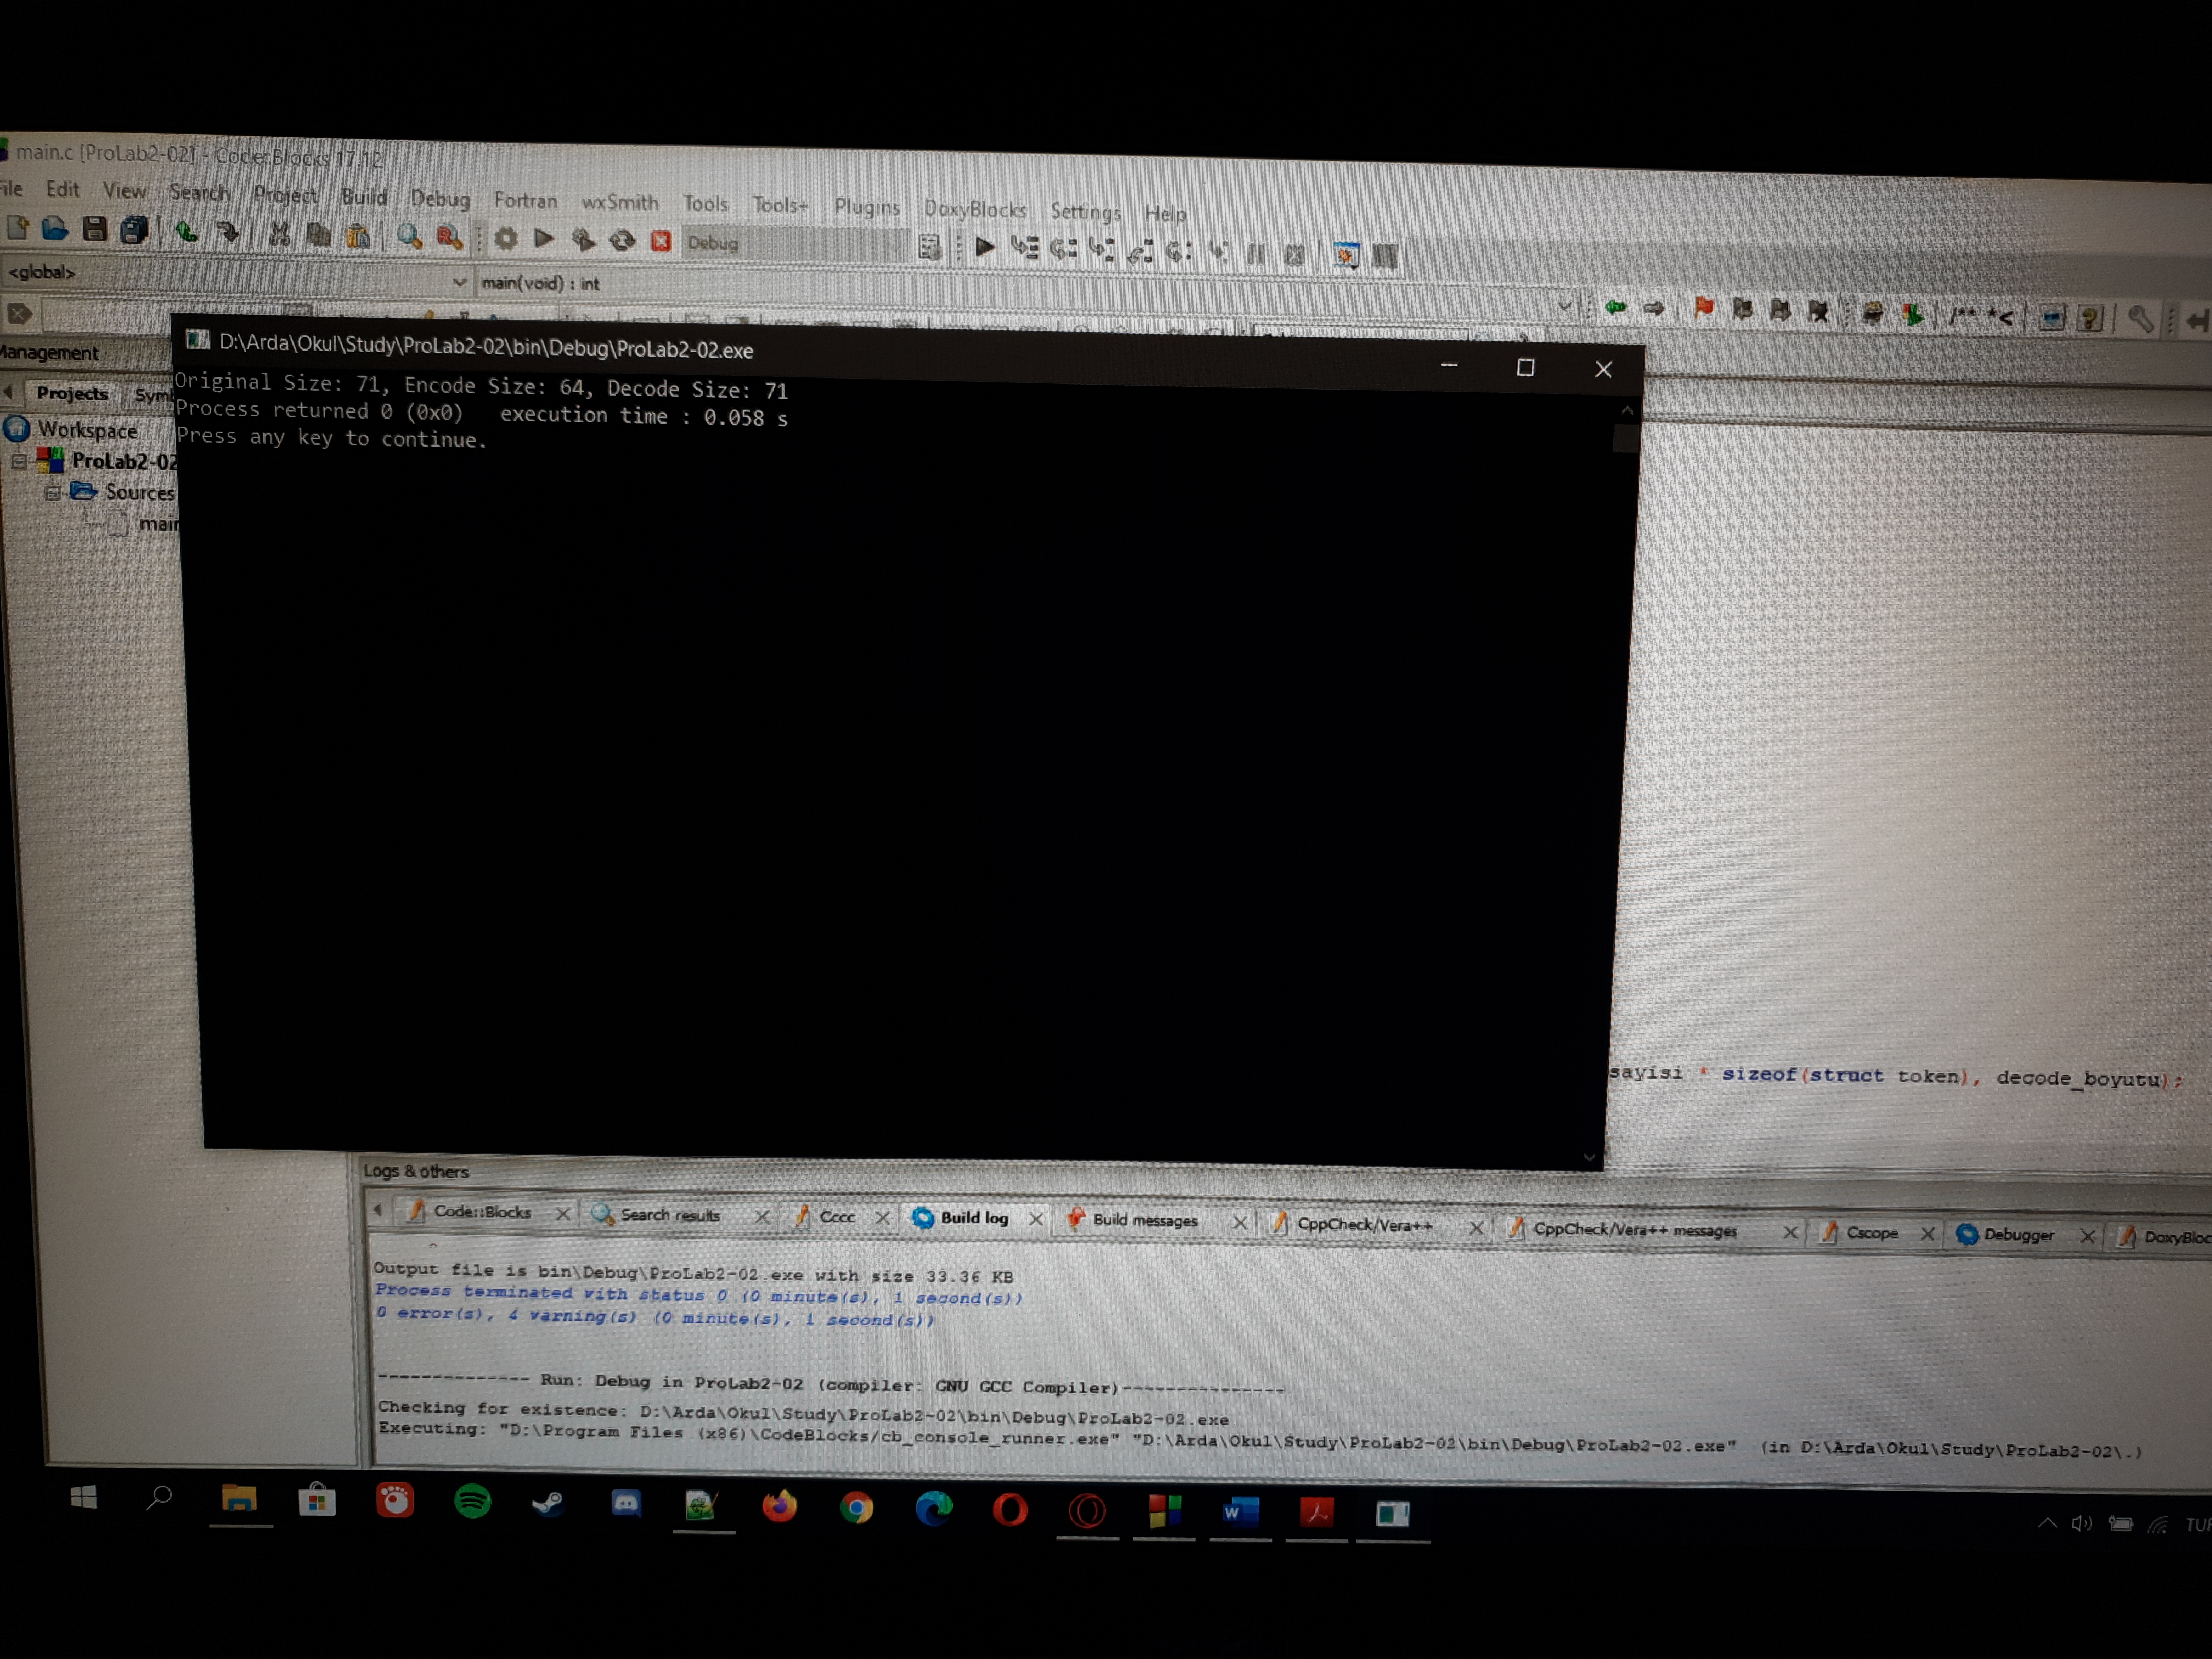 main.c [ProLab2-02] - Code::Blocks 17.12
File Edit View Search Project Build Debug Fortran wxSmith Tools Tools+ Plugins DoxyBlocks Settings Help
Debug
<global>
main(void) : int
/** *<
Management
D:\Arda\Okul\Study\ProLab2-02\bin\Debug\ProLab2-02.exe
Projects Symb
Original Size: 71, Encode Size: 64, Decode Size: 71
Process returned 0 (0x0)   execution time : 0.058 s
Press any key to continue.
Workspace
ProLab2-02
Sources
main
sayisi * sizeof(struct token), decode_boyutu);
Logs & others
Code::Blocks Search results Cccc Build log Build messages CppCheck/Vera++ CppCheck/Vera++ messages Cscope Debugger DoxyBloc
Output file is bin\Debug\ProLab2-02.exe with size 33.36 KB
Process terminated with status 0 (0 minute(s), 1 second(s))
0 error(s), 4 warning(s) (0 minute(s), 1 second(s))
-------------- Run: Debug in ProLab2-02 (compiler: GNU GCC Compiler)---------------
Checking for existence: D:\Arda\Okul\Study\ProLab2-02\bin\Debug\ProLab2-02.exe
Executing: "D:\Program Files (x86)\CodeBlocks/cb_console_runner.exe" "D:\Arda\Okul\Study\ProLab2-02\bin\Debug\ProLab2-02.exe"  (in D:\Arda\Okul\Study\ProLab2-02\.)
TUR